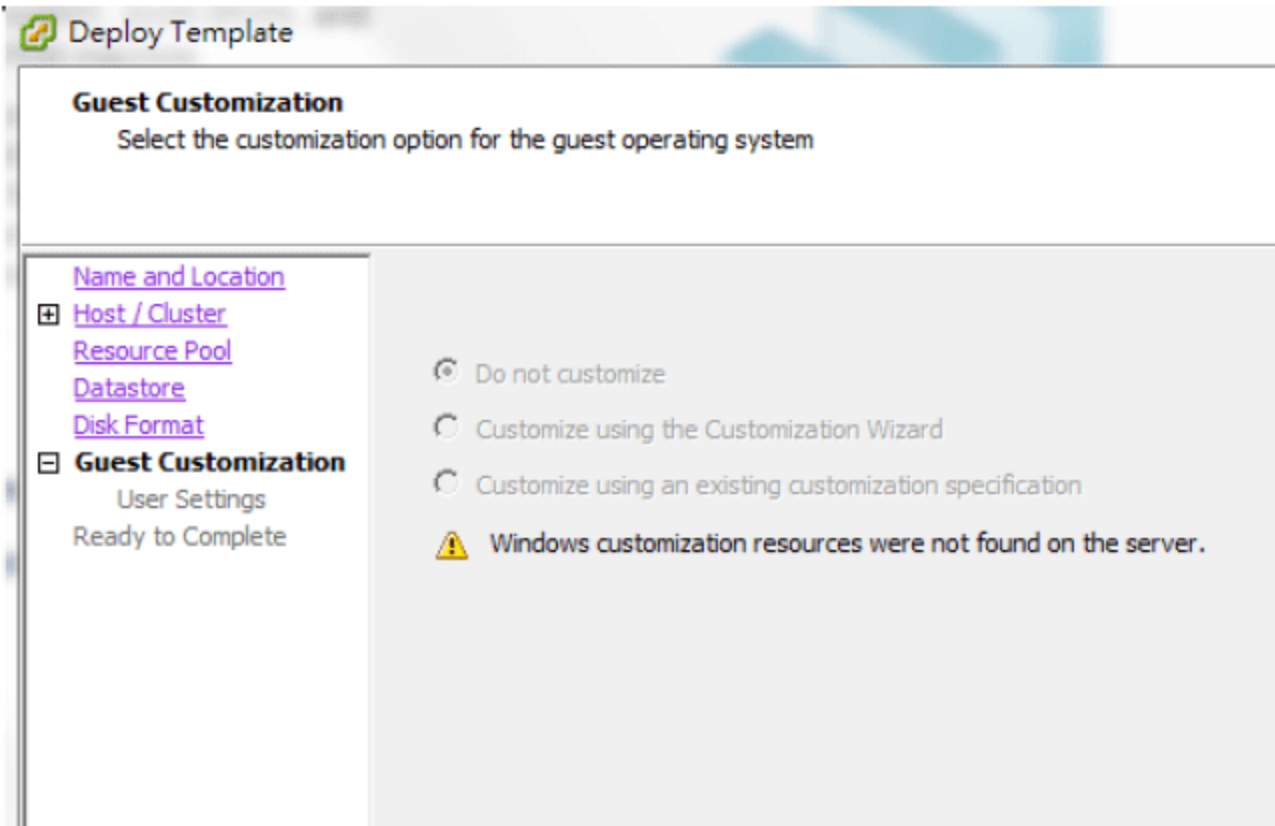 Deploy Template
Guest Customization
Select the customization option for the guest operating system
Name and Location
Host / Cluster
Resource Pool
Datastore
Disk Format
Guest Customization
User Settings
Ready to Complete
Do not customize
Customize using the Customization Wizard
Customize using an existing customization specification
Windows customization resources were not found on the server.